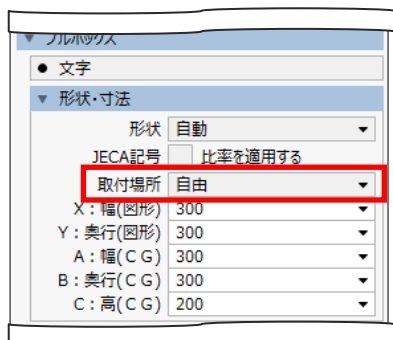 ▼ プルボックス
● 文字
▼ 形状・寸法
形状 自動
JECA記号 比率を適用する
取付場所 自由
X：幅(図形) 300
Y：奥行(図形) 300
A：幅(ＣＧ) 300
B：奥行(ＣＧ) 300
C：高(ＣＧ) 200